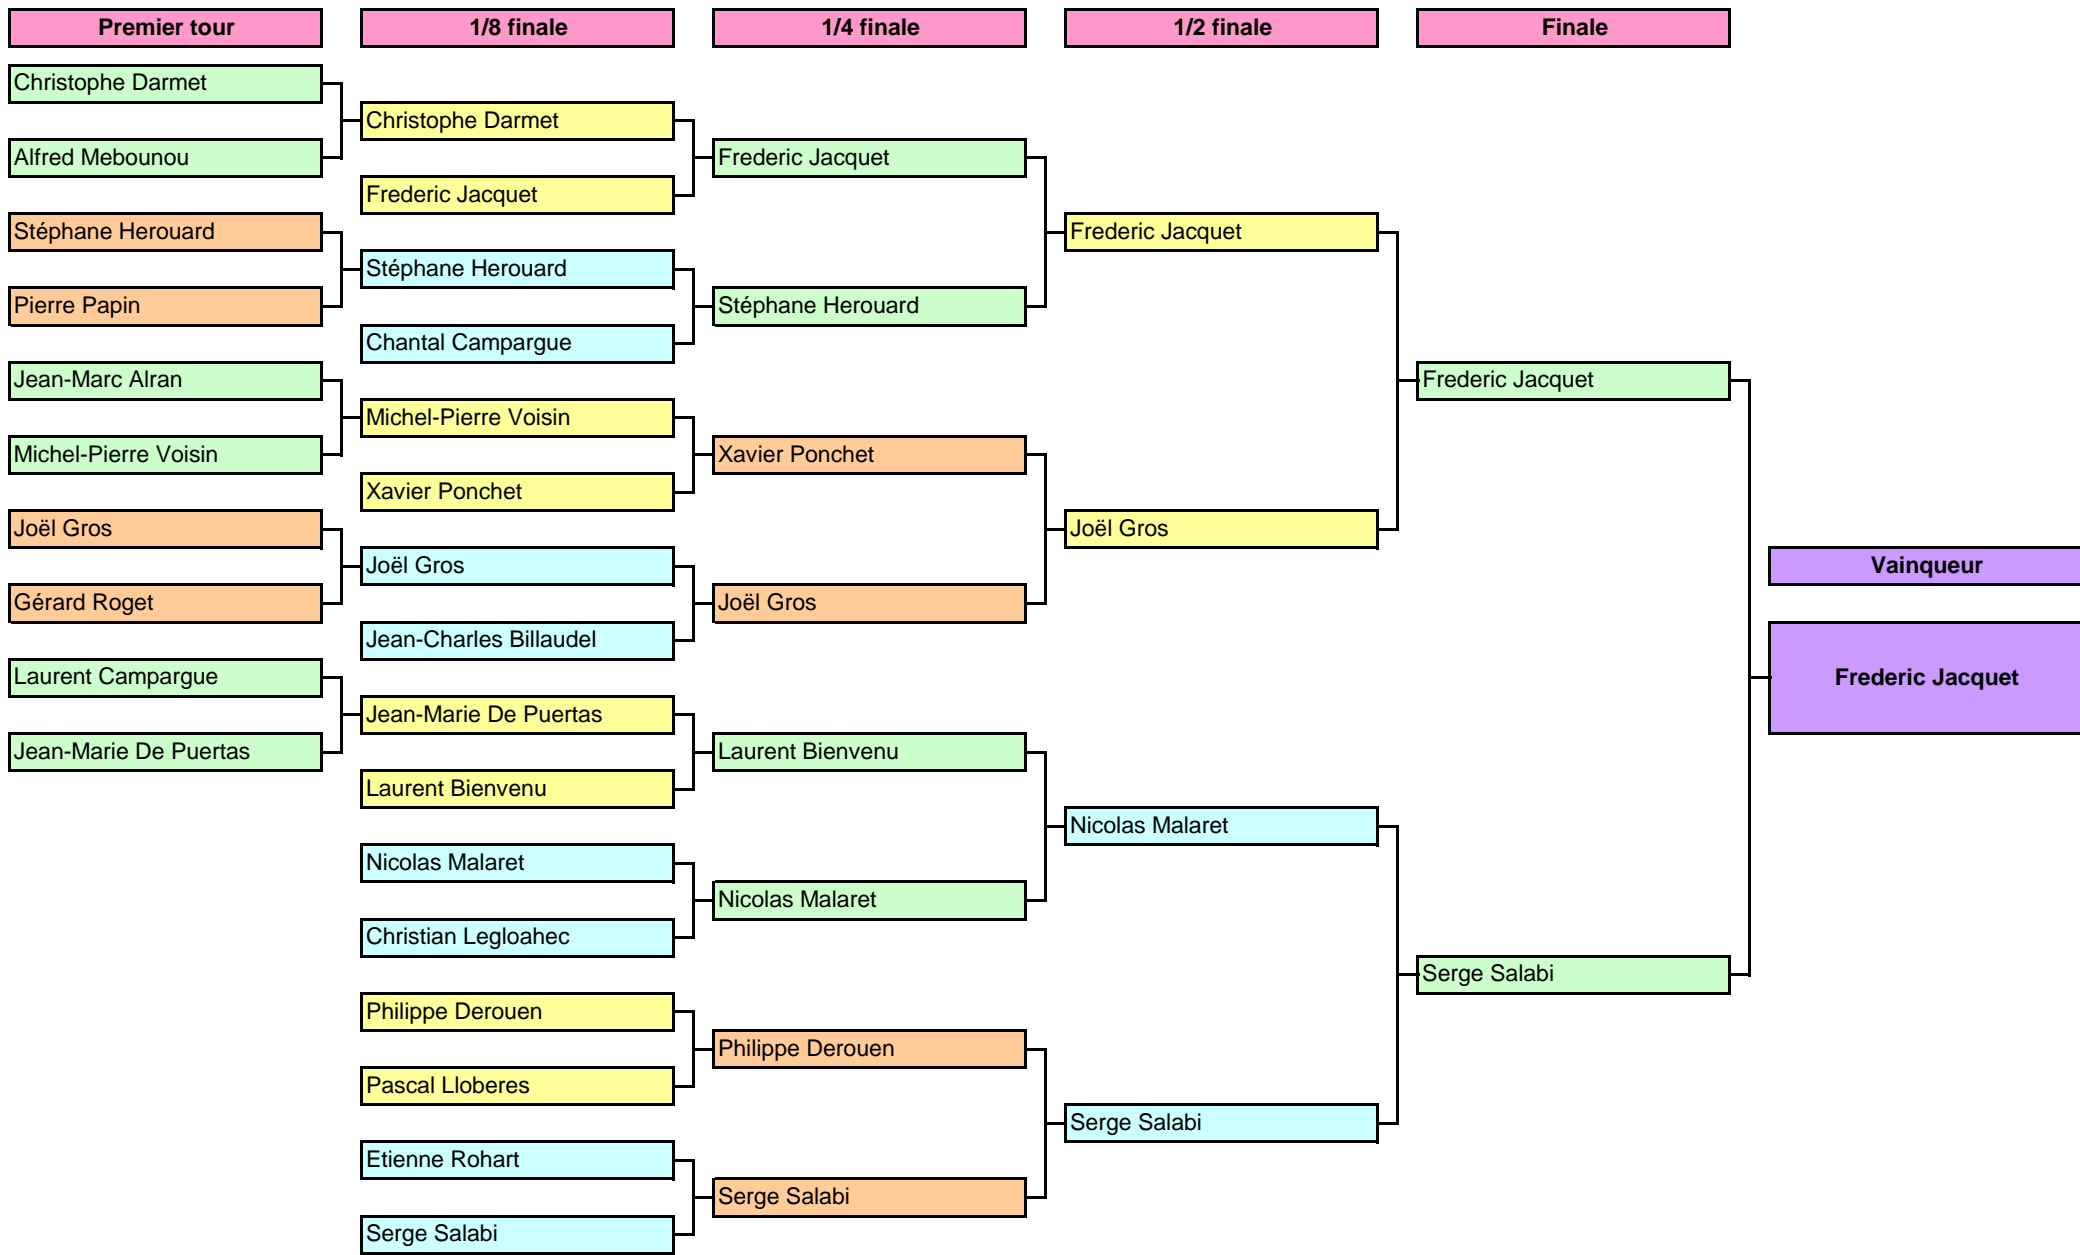 Premier tour
1/8 finale
1/4 finale
1/2 finale
Finale
Christophe Darmet
Alfred Mebounou
Stéphane Herouard
Pierre Papin
Jean-Marc Alran
Michel-Pierre Voisin
Joël Gros
Gérard Roget
Laurent Campargue
Jean-Marie De Puertas
Christophe Darmet
Frederic Jacquet
Stéphane Herouard
Chantal Campargue
Michel-Pierre Voisin
Xavier Ponchet
Joël Gros
Jean-Charles Billaudel
Jean-Marie De Puertas
Laurent Bienvenu
Nicolas Malaret
Christian Legloahec
Philippe Derouen
Pascal Lloberes
Etienne Rohart
Serge Salabi
Frederic Jacquet
Stéphane Herouard
Xavier Ponchet
Joël Gros
Laurent Bienvenu
Nicolas Malaret
Philippe Derouen
Serge Salabi
Frederic Jacquet
Joël Gros
Nicolas Malaret
Serge Salabi
Frederic Jacquet
Serge Salabi
Vainqueur
Frederic Jacquet